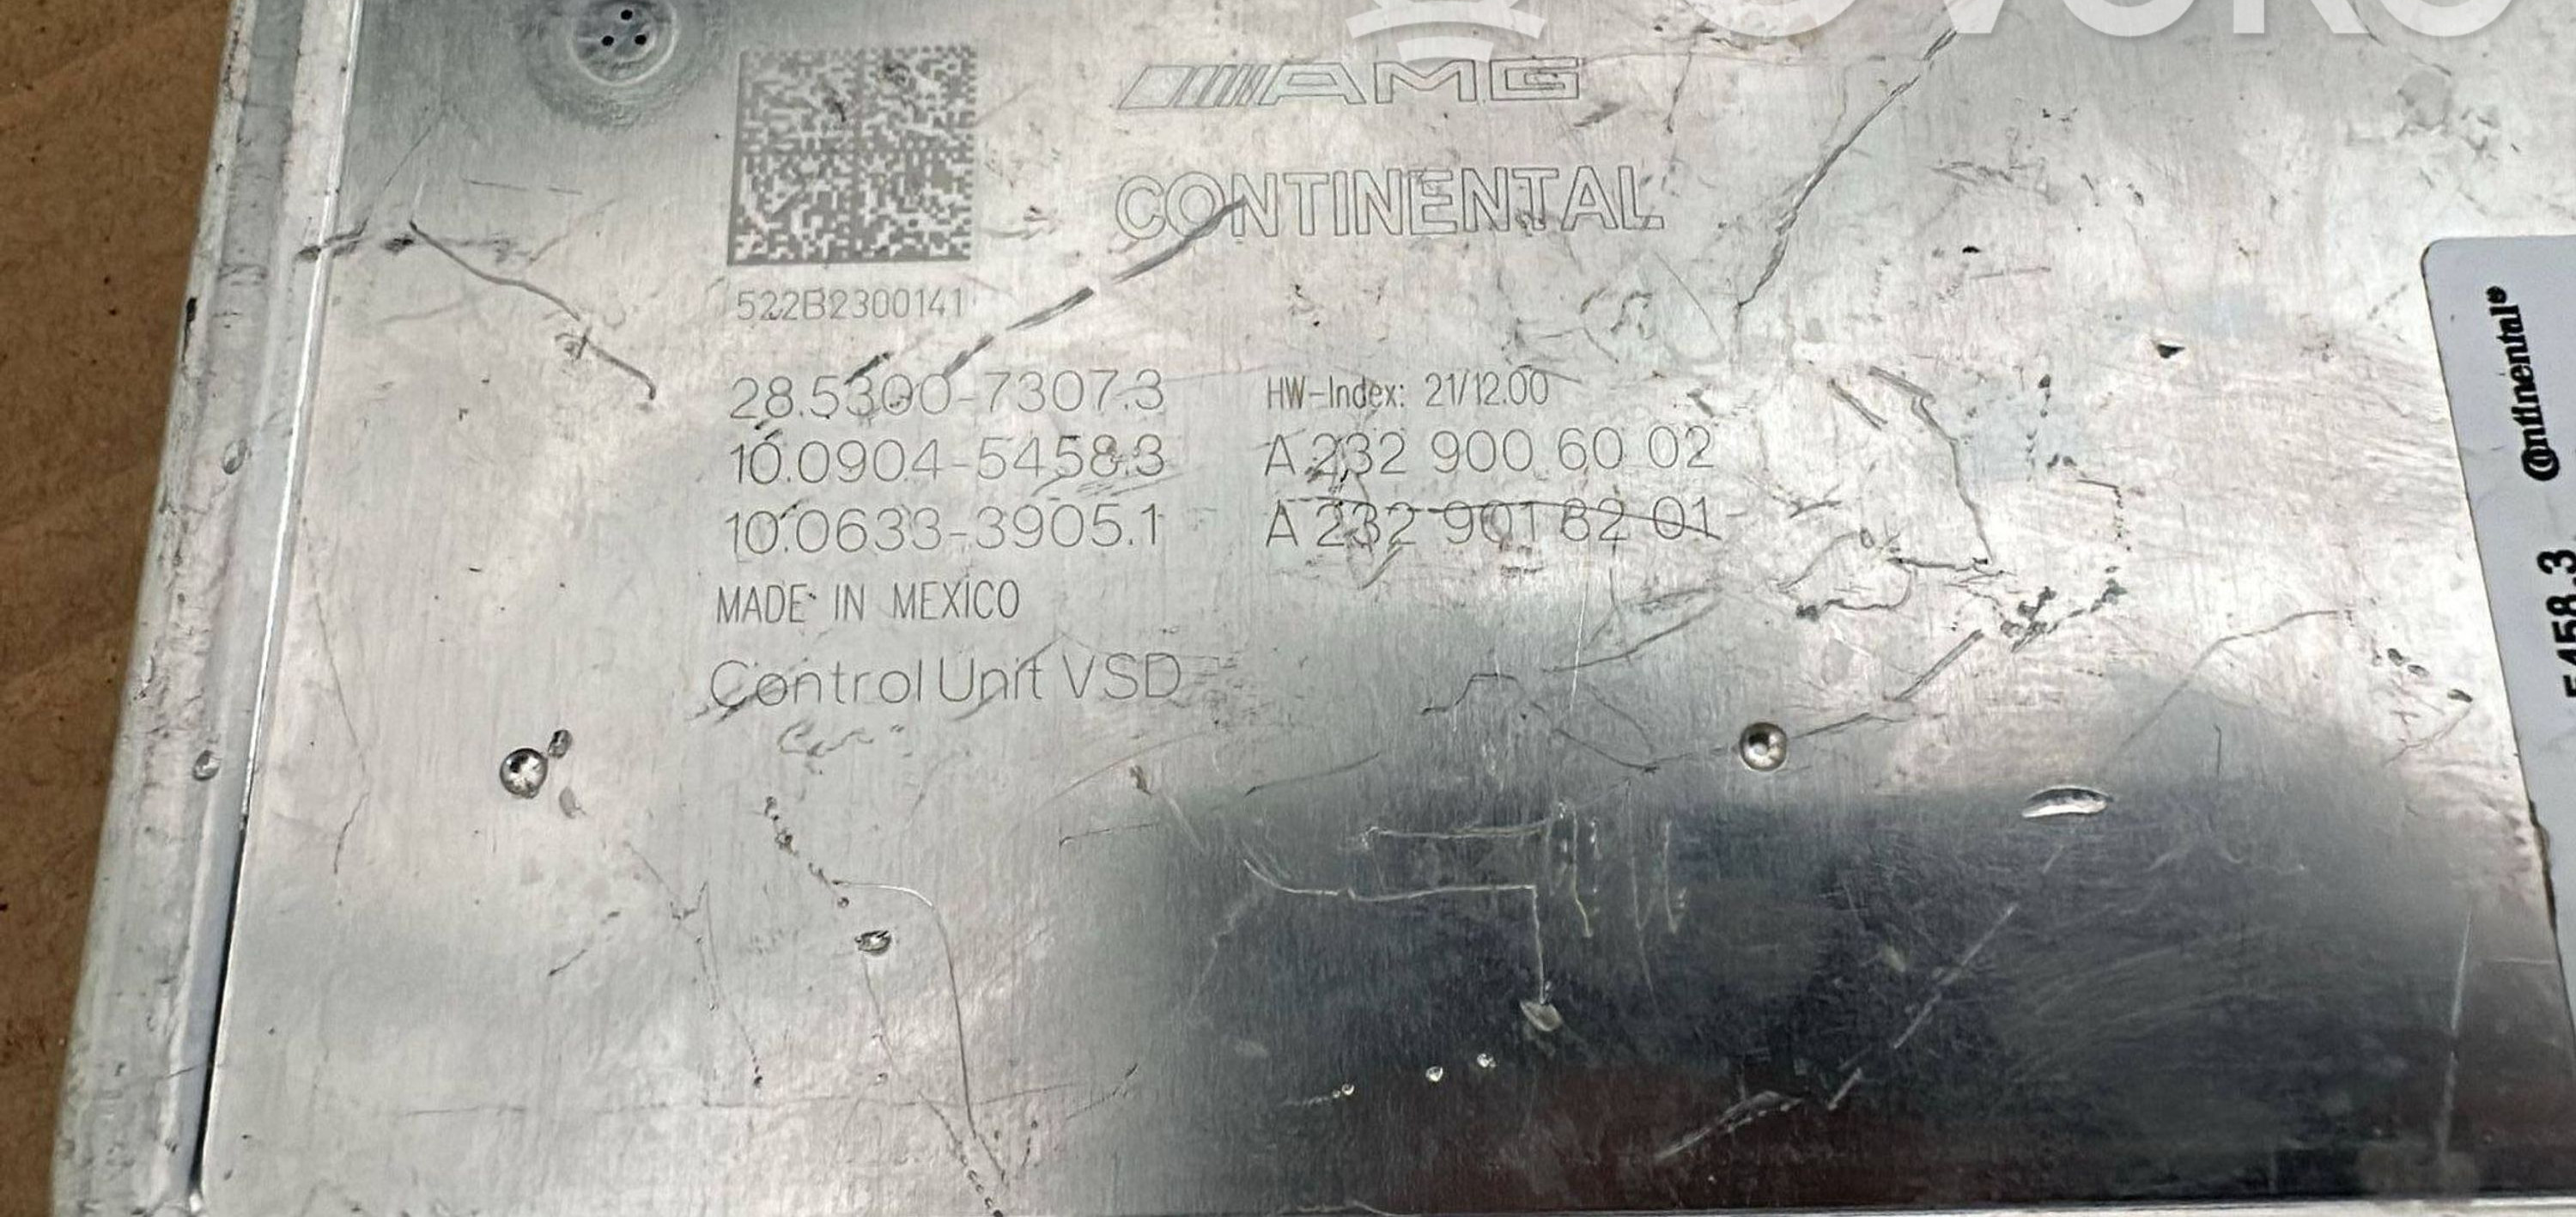 AMG
CONTINENTAL
522B2300141
28.5300-7307.3 HW-Index: 21/12.00
10.0904-5458.3 A 232 900 60 02
10.0633-3905.1 A 232 901 82 01
MADE IN MEXICO
Control Unit VSD
Continental®
5458.3